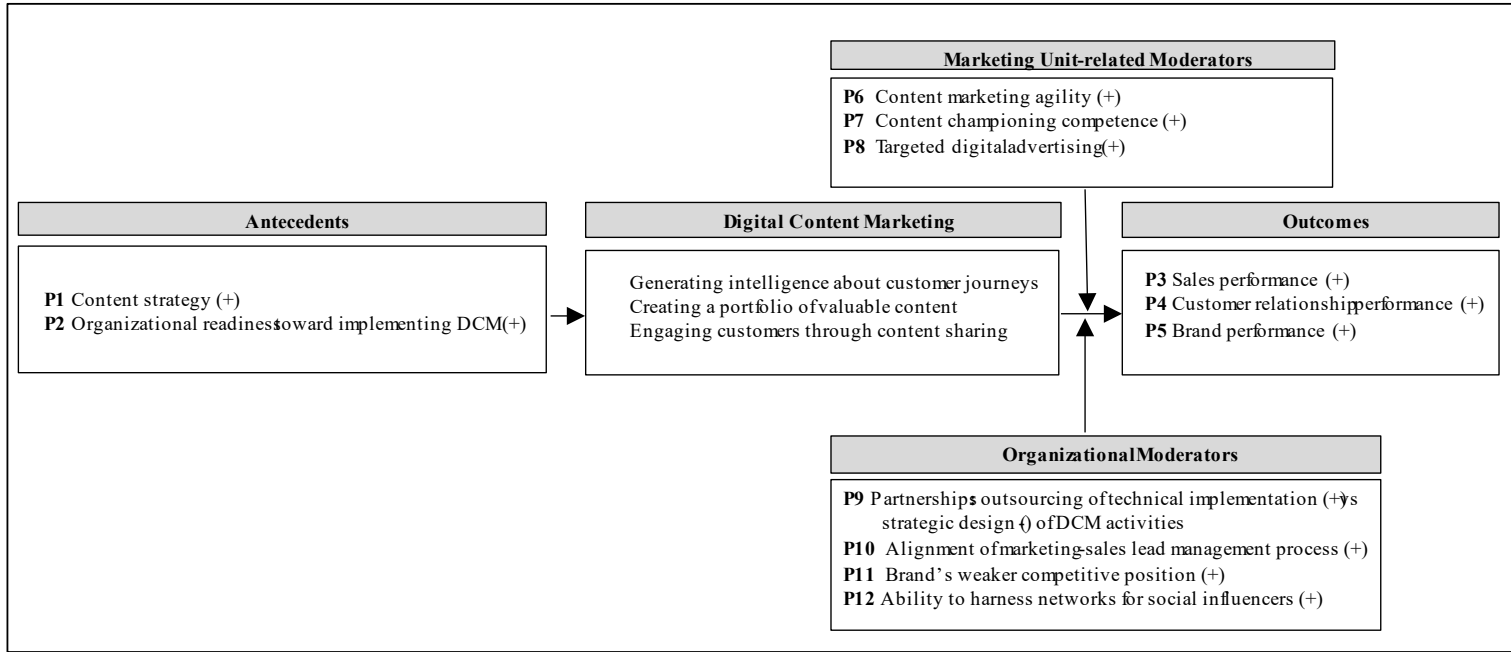 Marketing Unit-related Moderators
P6 Content marketing agility (+)
P7 Content championing competence (+)
P8 Targeted digitaladvertising(+)
Antecedents
P1 Content strategy (+)
P2 Organizational readiness toward implementing DCM(+)
Digital Content Marketing
Generating intelligence about customer journeys
Creating a portfolio of valuable content
Engaging customers through content sharing
Outcomes
P3 Sales performance (+)
P4 Customer relationship performance (+)
P5 Brand performance (+)
OrganizationalModerators
P9 Partnerships: outsourcing of technical implementation (+) vs
strategic design (-) of DCM activities
P10 Alignment of marketing-sales lead management process (+)
P11 Brand's weaker competitive position (+)
P12 Ability to harness networks for social influencers (+)